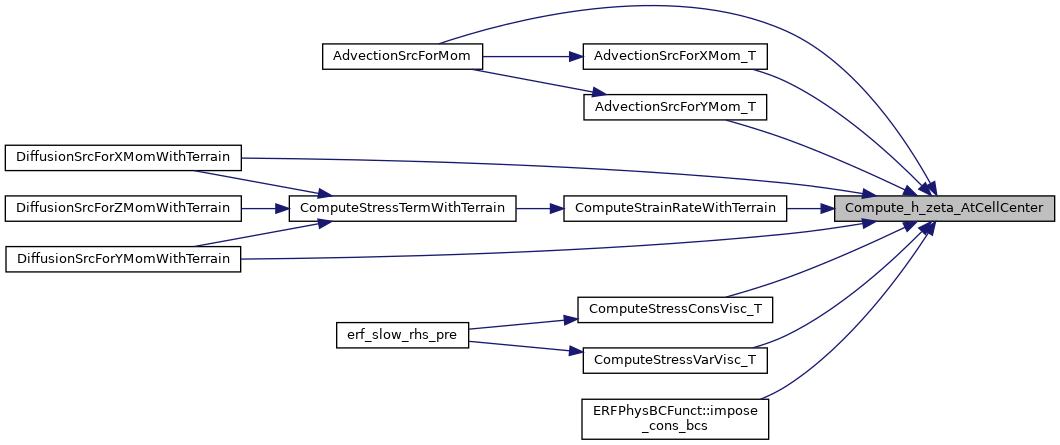 AdvectionSrcForMom
AdvectionSrcForXMom_T
AdvectionSrcForYMom_T
DiffusionSrcForXMomWithTerrain
DiffusionSrcForZMomWithTerrain
ComputeStressTermWithTerrain
ComputeStrainRateWithTerrain
Compute_h_zeta_AtCellCenter
DiffusionSrcForYMomWithTerrain
ComputeStressConsVisc_T
erf_slow_rhs_pre
ComputeStressVarVisc_T
ERFPhysBCFunct::impose
_cons_bcs